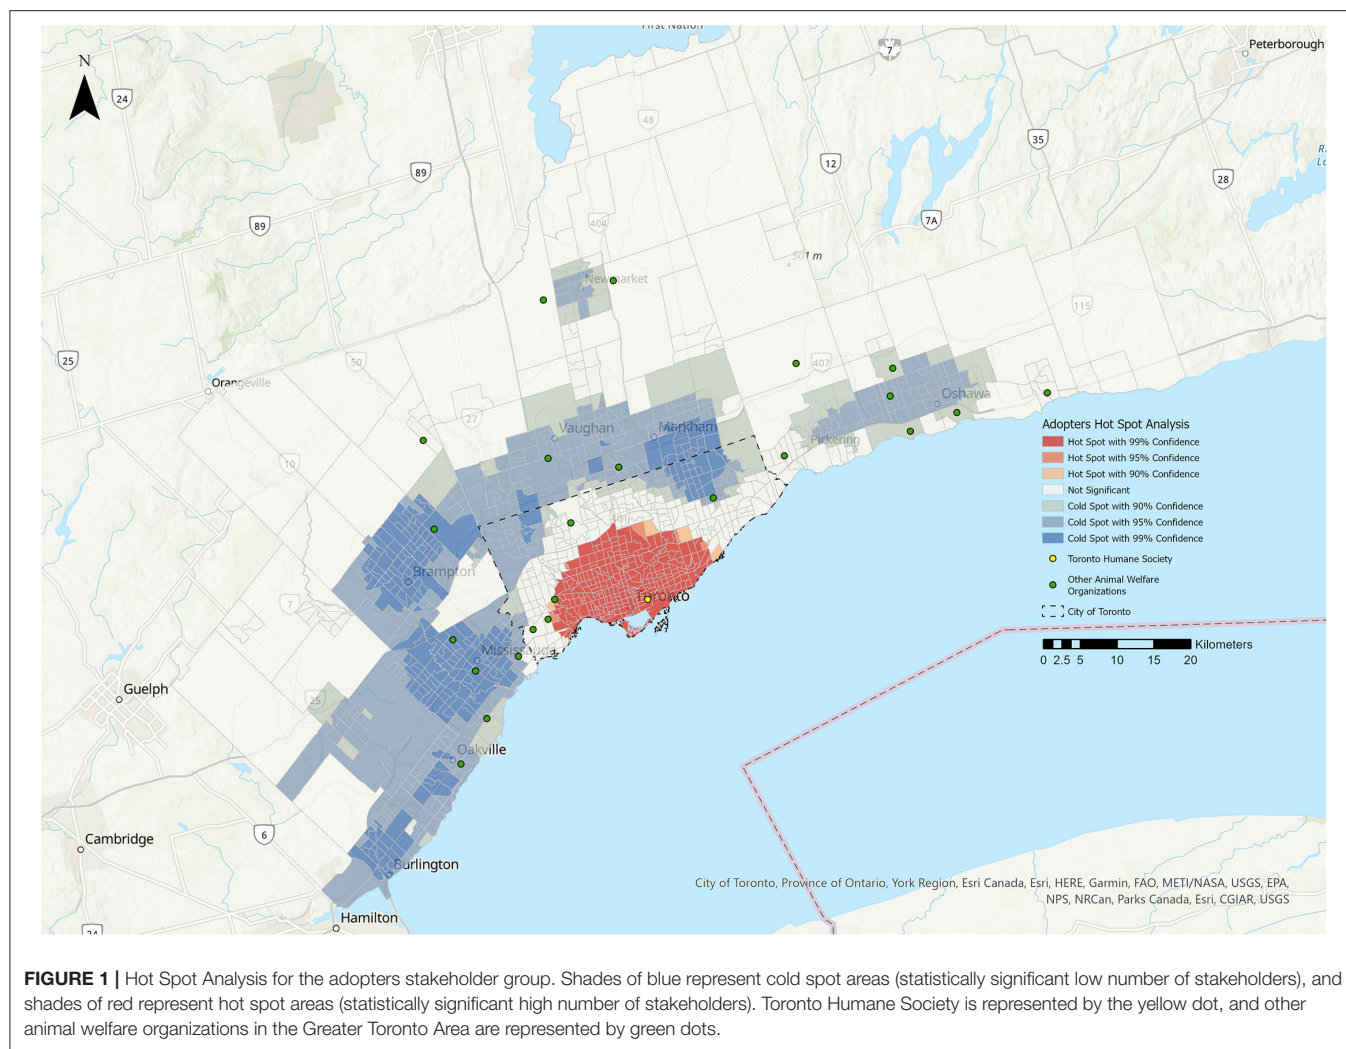 First Nation
Peterborough
N
7
24
35
48
12
89
28
7A
404
89
501 m
Newmarket
115
25
50
407
Orangeville
Oshawa
27
Vaughan
Markham
Pickering
10
401
Brampton
7
Toronto
Mississauga
Guelph
25
Oakville
6
Cambridge
Burlington
Hamilton
24
Adopters Hot Spot Analysis
Hot Spot with 99% Confidence
Hot Spot with 95% Confidence
Hot Spot with 90% Confidence
Not Significant
Cold Spot with 90% Confidence
Cold Spot with 95% Confidence
Cold Spot with 99% Confidence
Toronto Humane Society
Other Animal Welfare
Organizations
City of Toronto
Kilometers
0 2.5 5 10 15 20
City of Toronto, Province of Ontario, York Region, Esri Canada, Esri, HERE, Garmin, FAO, METI/NASA, USGS, EPA,
NPS, NRCan, Parks Canada, Esri, CGIAR, USGS
FIGURE 1 | Hot Spot Analysis for the adopters stakeholder group. Shades of blue represent cold spot areas (statistically significant low number of stakeholders), and
shades of red represent hot spot areas (statistically significant high number of stakeholders). Toronto Humane Society is represented by the yellow dot, and other
animal welfare organizations in the Greater Toronto Area are represented by green dots.